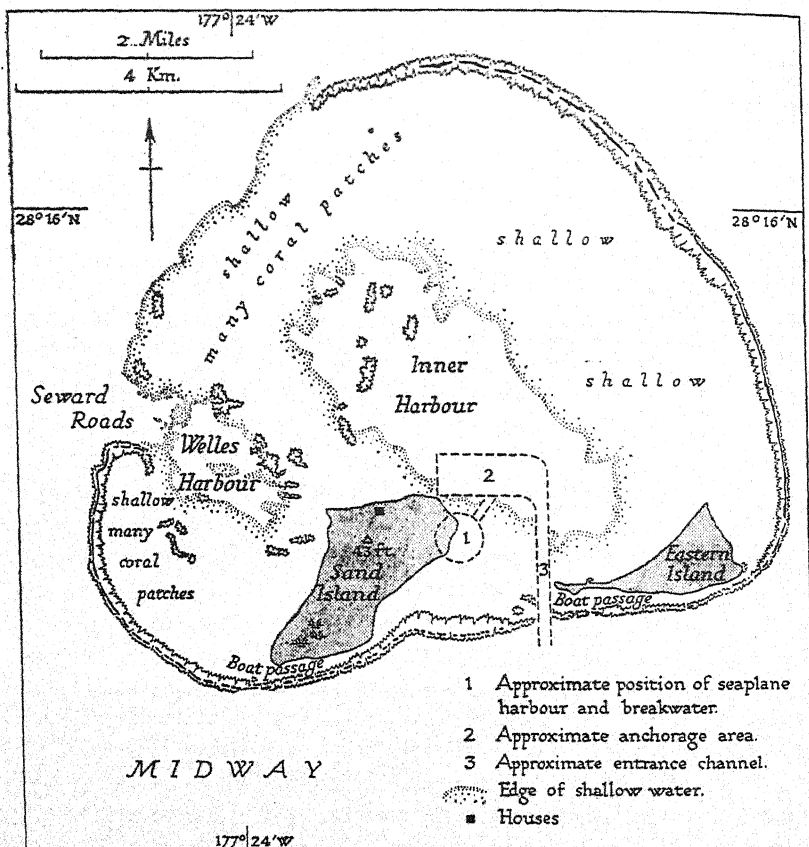 177° 24′W
2 Miles
4 Km.
28° 16′N
28° 16′N
shallow
many coral patches
shallow
shallow
Inner
Harbour
Seward
Roads
Welles
Harbour
shallow
many
coral
patches
2
1
3
43 ft.
Sand
Island
Eastern
Island
Boat passage
Boat passage
1 Approximate position of seaplane
harbour and breakwater.
2 Approximate anchorage area.
3 Approximate entrance channel.
Edge of shallow water.
Houses
MIDWAY
177° 24′W